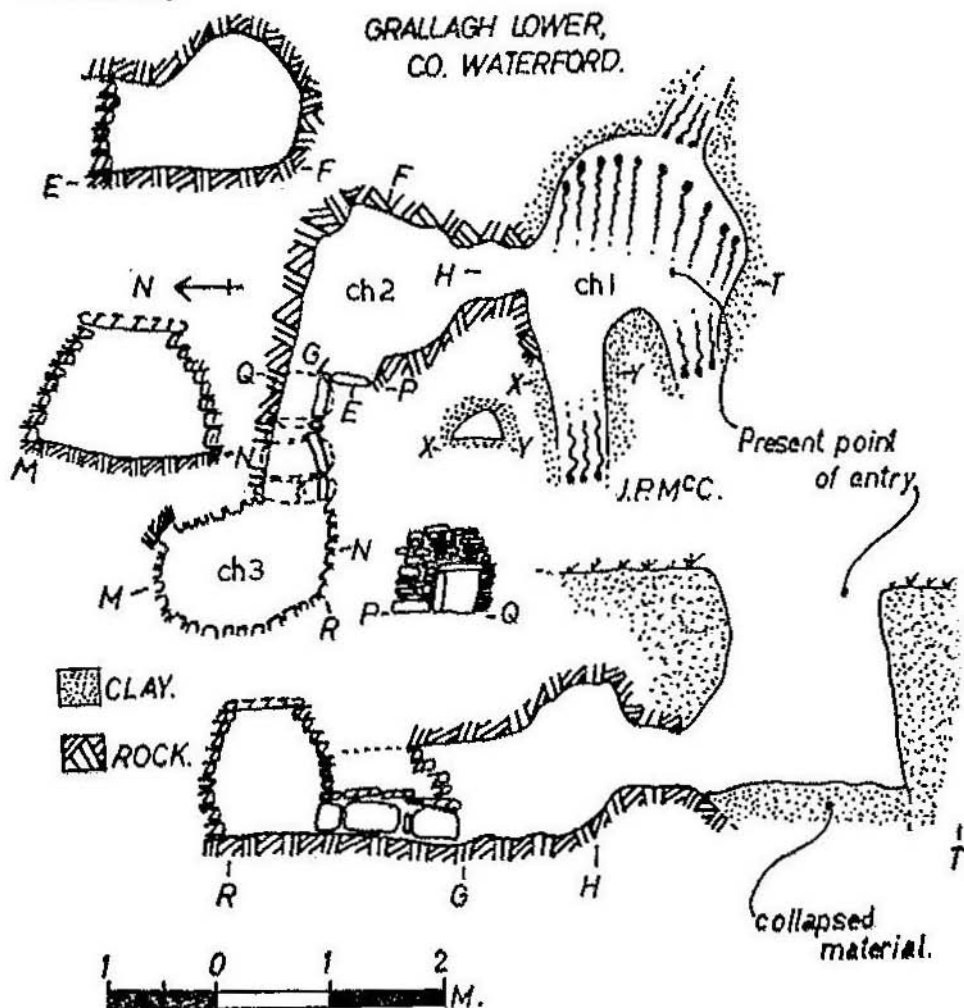 GRALLAGH LOWER,
CO. WATERFORD.
E
F
F
H
ch2
ch1
T
N
G
Q
P
E
X
Y
X
Y
M
N
Present point
of entry
J.P.McC.
N
ch3
M
R
P
Q
CLAY.
ROCK.
R
G
H
T
collapsed
material.
1 0 1 2
M.